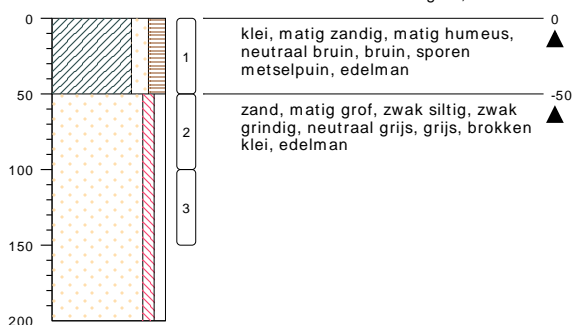 0
klei, matig zandig, matig humeus,
neutraal bruin, bruin, sporen
metselpuin, edelman
0
1
50
-50
zand, matig grof, zwak siltig, zwak
grindig, neutraal grijs, grijs, brokken
klei, edelman
2
100
3
150
200